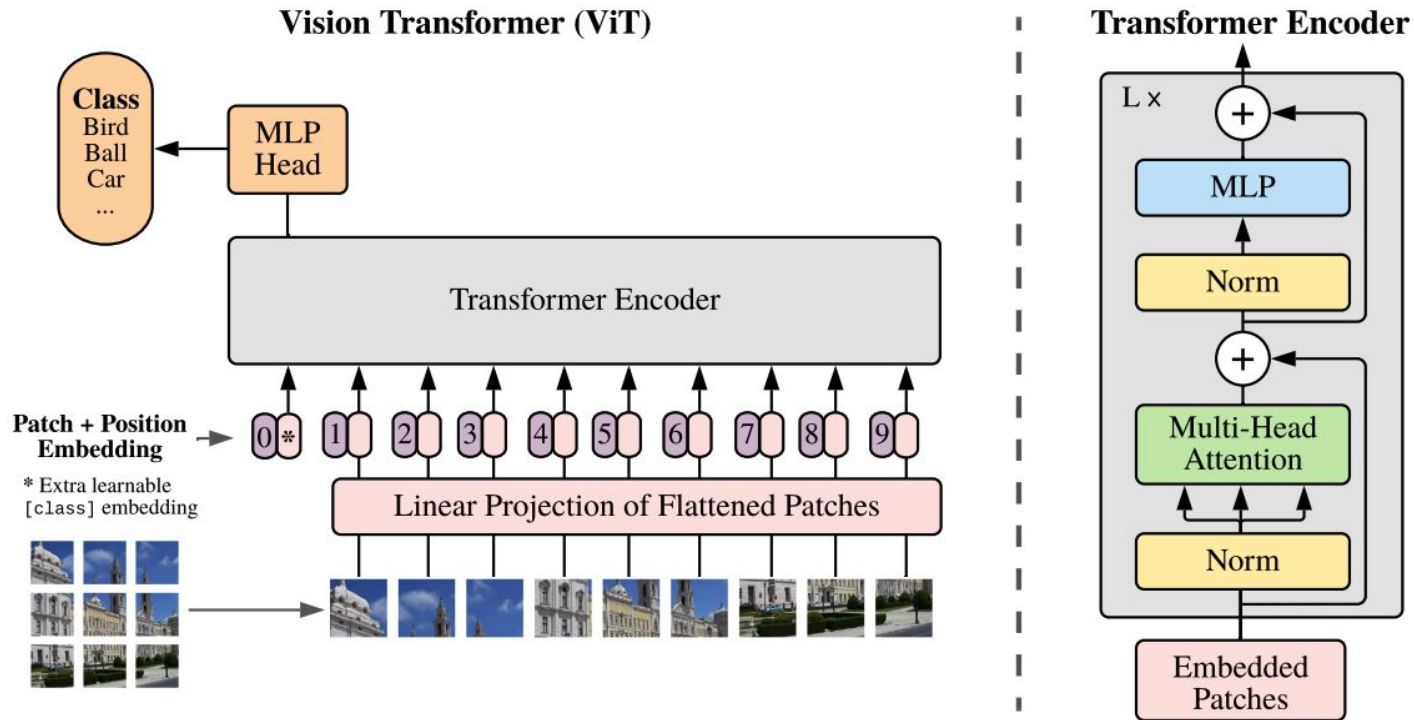 Vision Transformer (ViT)
Class
Bird
Ball
Car
...
MLP
Head
Transformer Encoder
0 * 1 2 3 4 5 6 7 8 9
Patch + Position
Embedding
* Extra learnable
[class] embedding
Linear Projection of Flattened Patches
Transformer Encoder
L ×
+
MLP
Norm
+
Multi-Head
Attention
Norm
Embedded
Patches